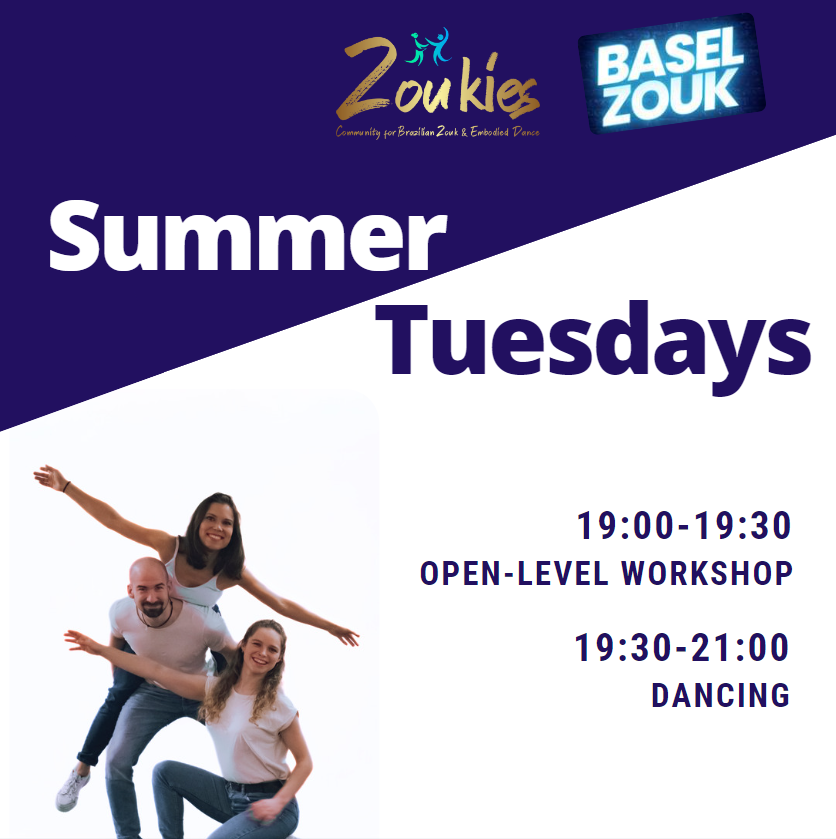 Zoukies
Community for Brazilian Zouk & Embodied Dance
BASEL
ZOUK
Summer
Tuesdays
19:00-19:30
OPEN-LEVEL WORKSHOP
19:30-21:00
DANCING